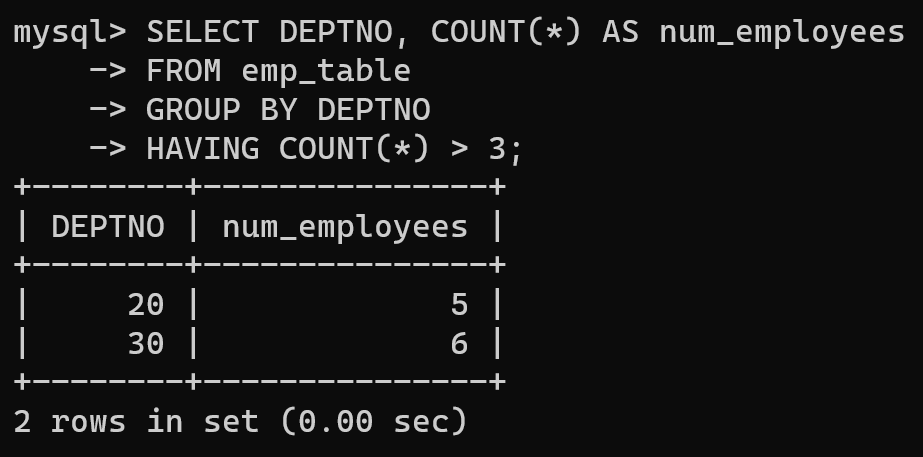 mysql> SELECT DEPTNO, COUNT(*) AS num_employees
    -> FROM emp_table
    -> GROUP BY DEPTNO
    -> HAVING COUNT(*) > 3;
+--------+---------------+
| DEPTNO | num_employees |
+--------+---------------+
|     20 |             5 |
|     30 |             6 |
+--------+---------------+
2 rows in set (0.00 sec)